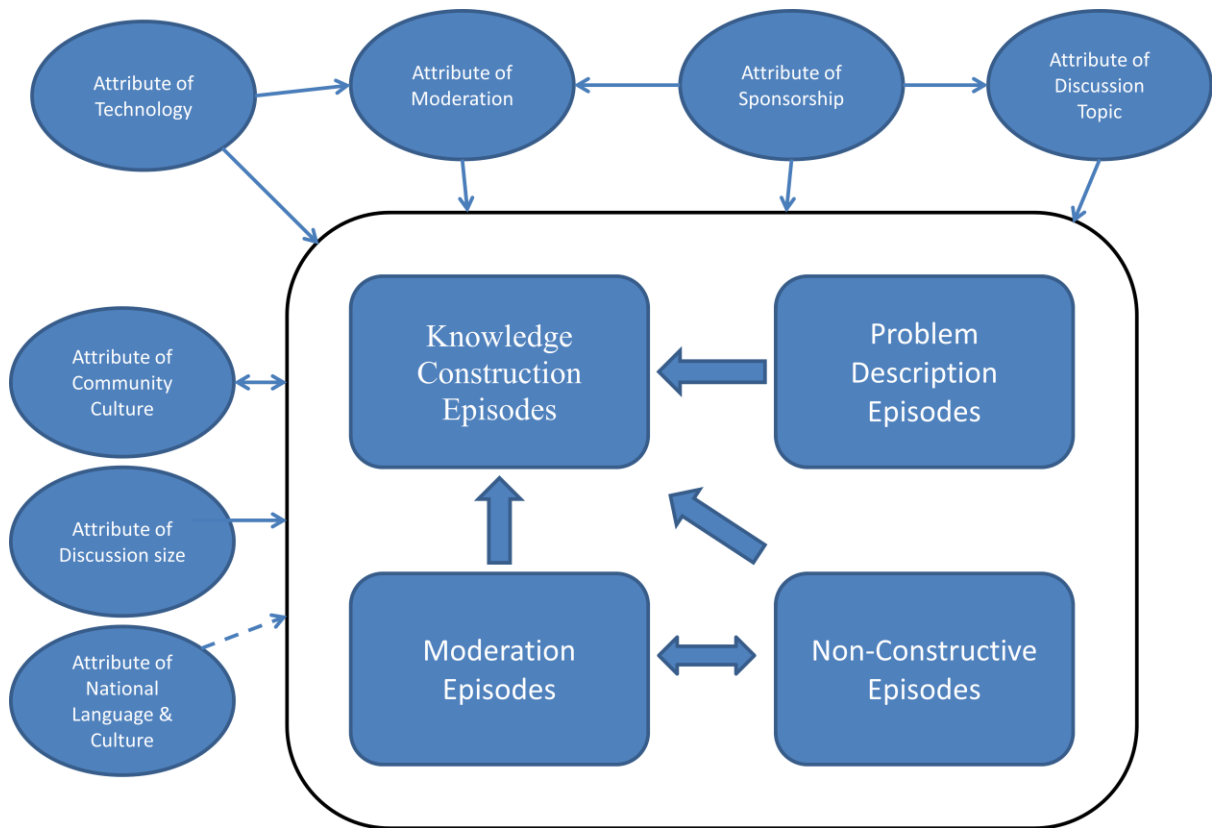 Attribute of
Technology
Attribute of
Moderation
Attribute of
Sponsorship
Attribute of
Discussion
Topic
Knowledge
Construction
Episodes
Problem
Description
Episodes
Attribute of
Community
Culture
Attribute of
Discussion size
Attribute of
National
Language &
Culture
Moderation
Episodes
Non-Constructive
Episodes